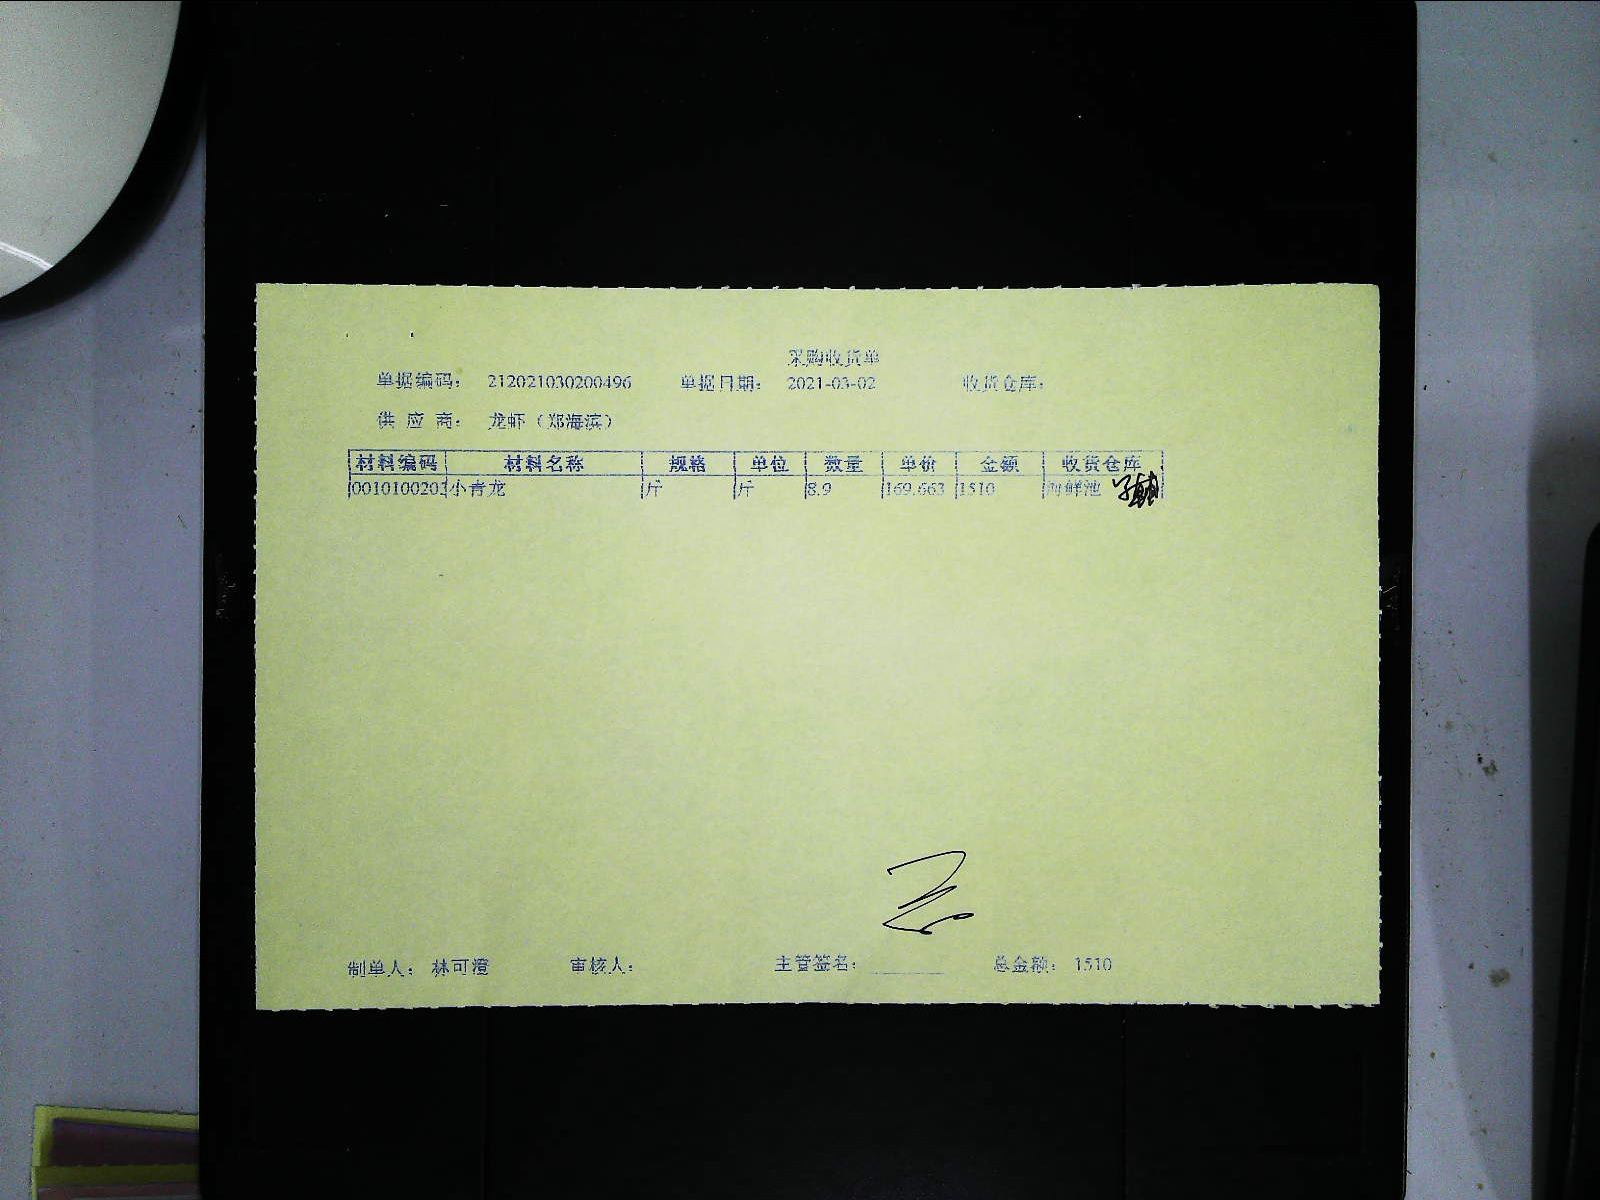 采购收货单
单据编码： 212021030200496 单据日期： 2021-03-02 收货仓库：
供 应 商： 龙虾（郑海滨）
材料编码 材料名称 规格 单位 数量 单价 金额 收货仓库
0010100203 小青龙 斤 斤 8.9 169.663 1510 海鲜池
制单人： 林可澄 审核人： 主管签名： 总金额： 1510